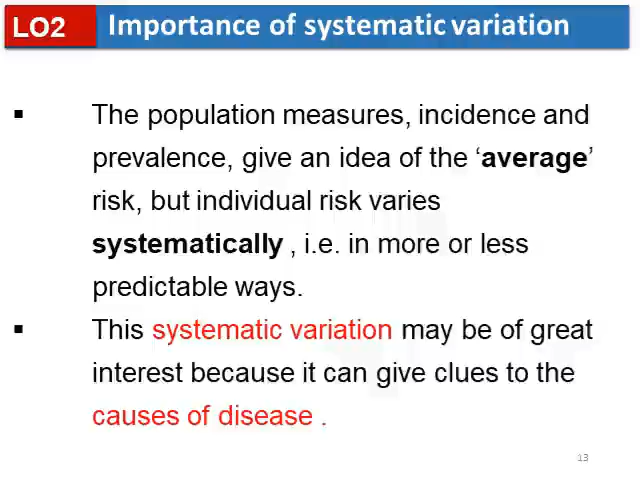 LO2 Importance of systematic variation
▪ The population measures, incidence and
prevalence, give an idea of the ‘average’
risk, but individual risk varies
systematically , i.e. in more or less
predictable ways.
▪ This systematic variation may be of great
interest because it can give clues to the
causes of disease .
13